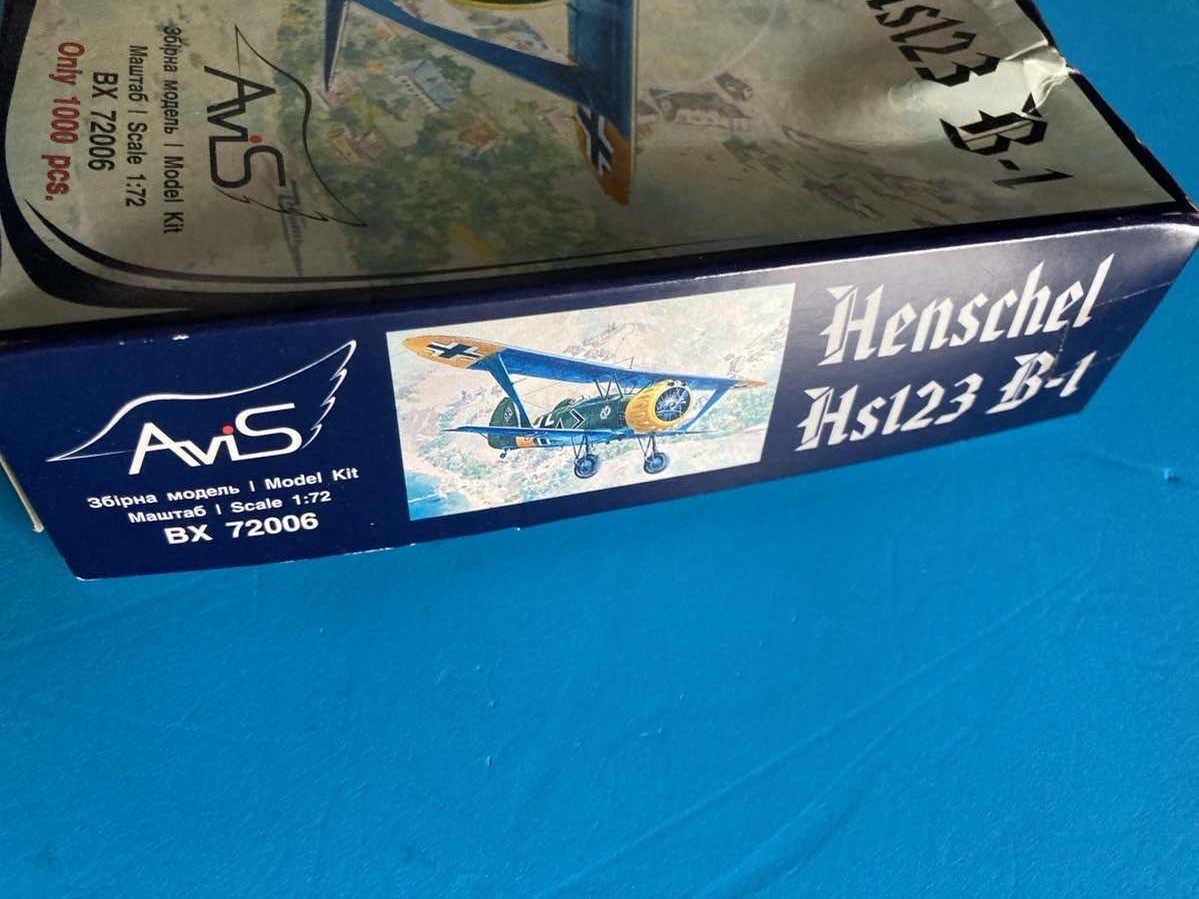 Hs123 B-1
AviS
Збірна модель | Model Kit
Маштаб | Scale 1:72
BX 72006
Only 1000 pcs.
AviS
Збірна модель | Model Kit
Маштаб | Scale 1:72
BX 72006
Henschel
Hs123 B-1